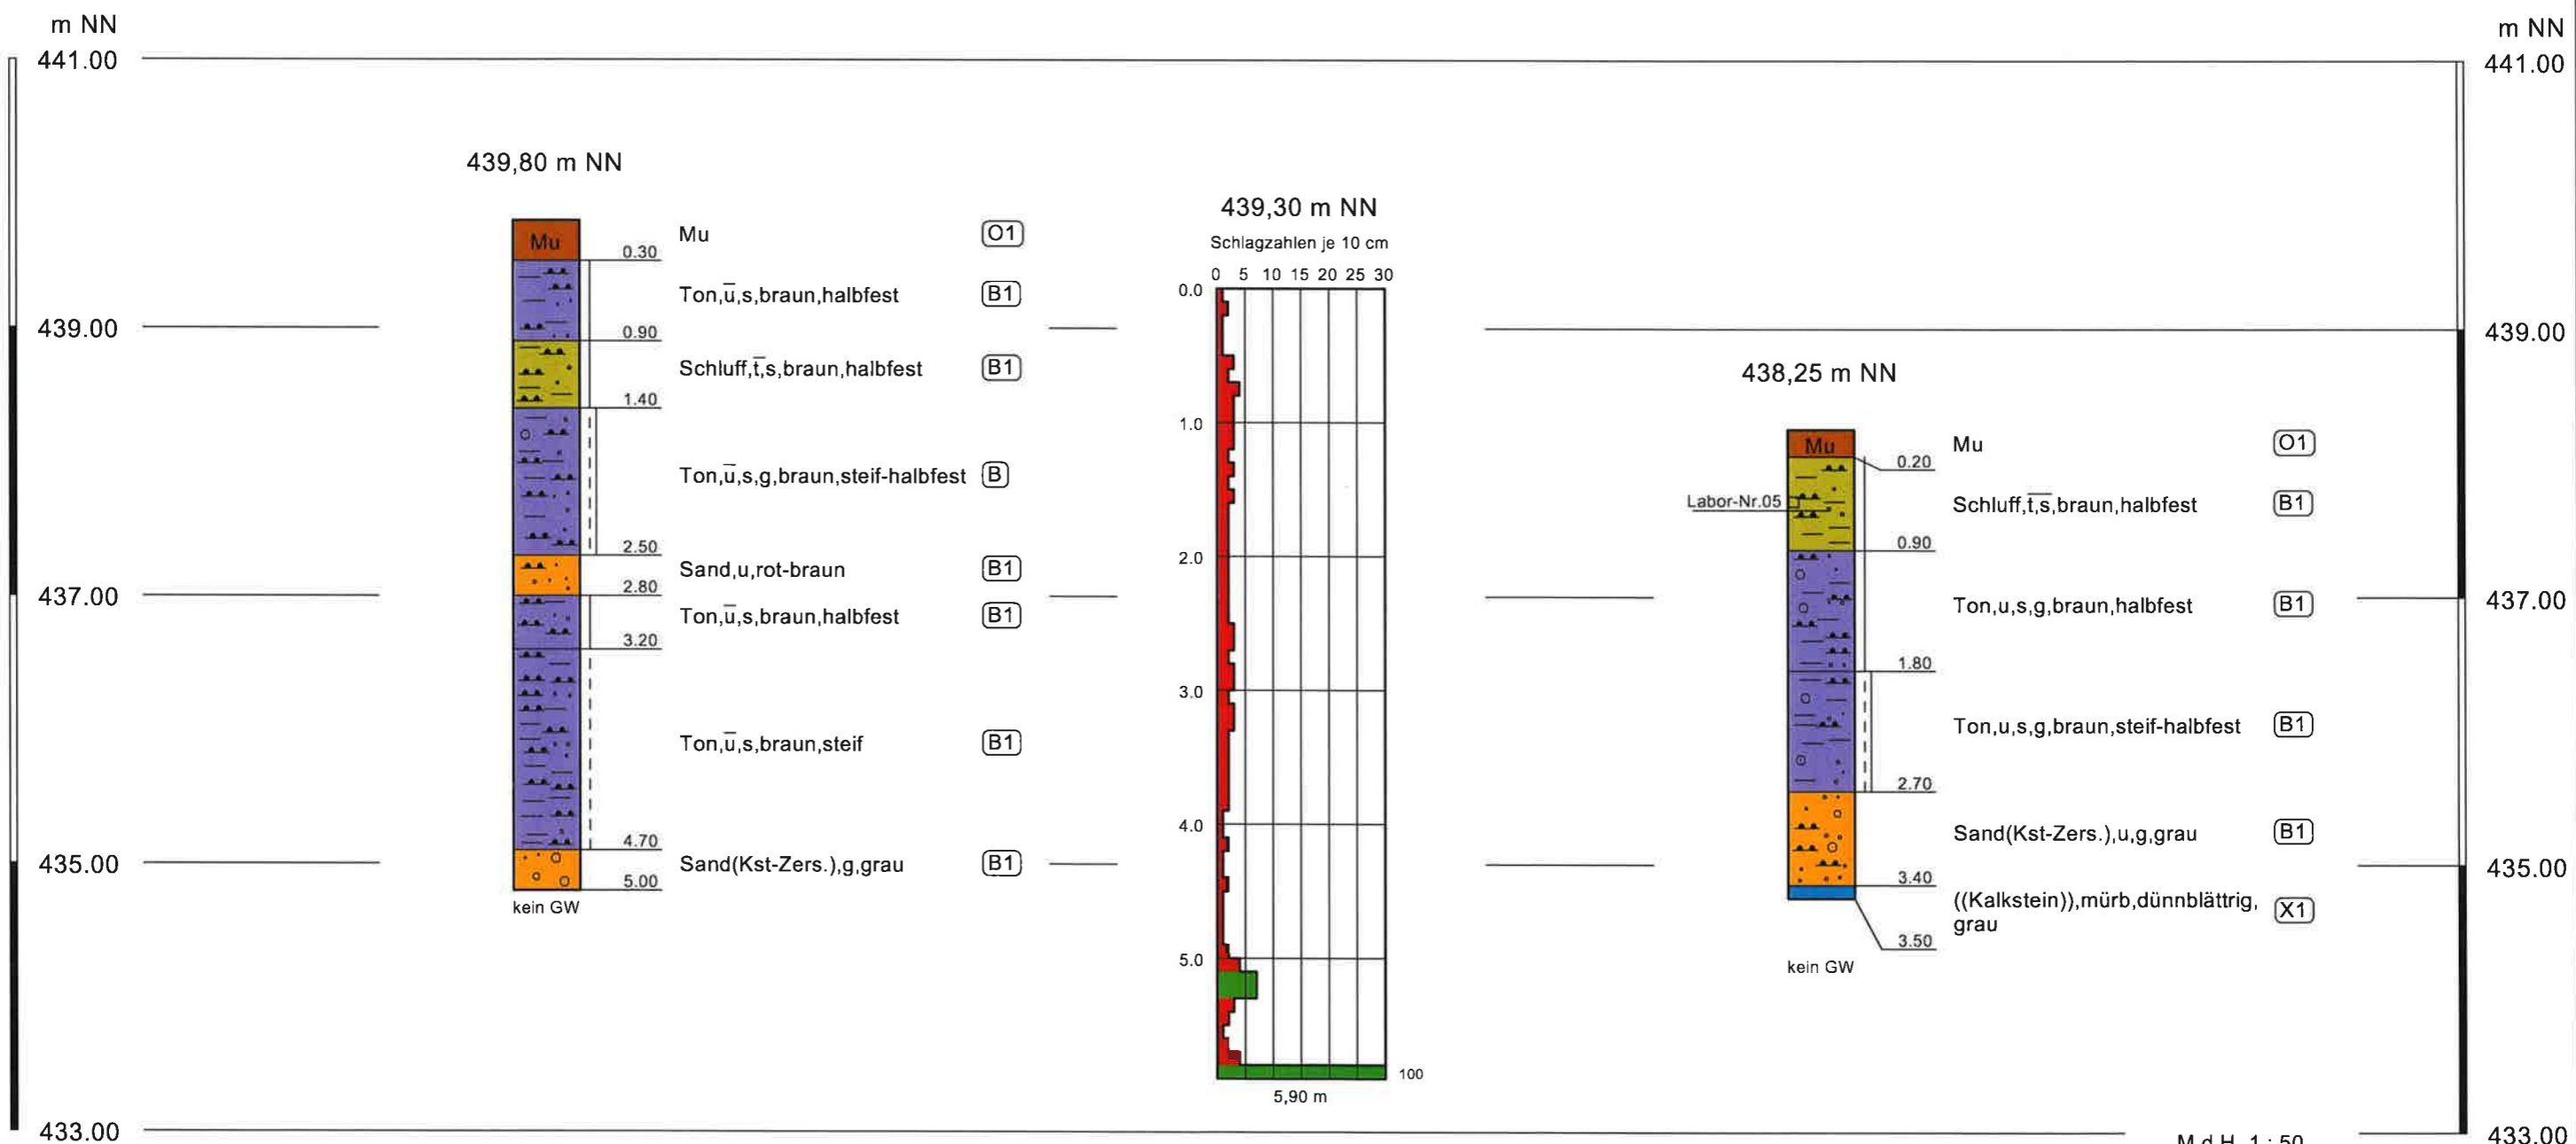 m NN
441.00
439.00
437.00
435.00
433.00
439,80 m NN
Mu
0.30
Mu
O1
Ton,u̅,s,braun,halbfest
B1
0.90
Schluff,t̅,s,braun,halbfest
B1
1.40
Ton,u̅,s,g,braun,steif-halbfest
B
2.50
Sand,u,rot-braun
B1
2.80
Ton,u̅,s,braun,halbfest
B1
3.20
Ton,u̅,s,braun,steif
B1
4.70
Sand(Kst-Zers.),g,grau
B1
5.00
kein GW
439,30 m NN
Schlagzahlen je 10 cm
0 5 10 15 20 25 30
0.0
1.0
2.0
3.0
4.0
5.0
100
5,90 m
438,25 m NN
Mu
0.20
Mu
O1
Labor-Nr.05
Schluff,t̅,s̅,braun,halbfest
B1
0.90
Ton,u,s,g,braun,halbfest
B1
1.80
Ton,u,s,g,braun,steif-halbfest
B1
2.70
Sand(Kst-Zers.),u,g,grau
B1
3.40
((Kalkstein)),mürb,dünnblättrig,
grau
X1
3.50
kein GW
m NN
441.00
439.00
437.00
435.00
433.00
M.d.H. 1 : 50